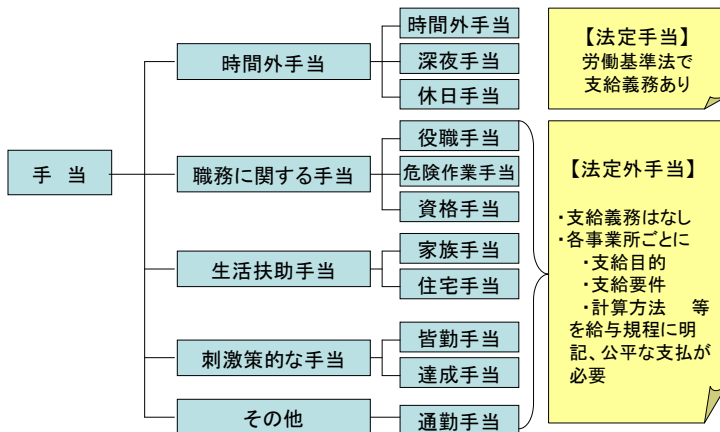 手 当
時間外手当
時間外手当
深夜手当
休日手当
職務に関する手当
役職手当
危険作業手当
資格手当
生活扶助手当
家族手当
住宅手当
刺激策的な手当
皆勤手当
達成手当
その他
通勤手当
【法定手当】
労働基準法で
支給義務あり
【法定外手当】
・支給義務はなし
・各事業所ごとに
・支給目的
・支給要件
・計算方法 等
を給与規程に明
記、公平な支払が
必要